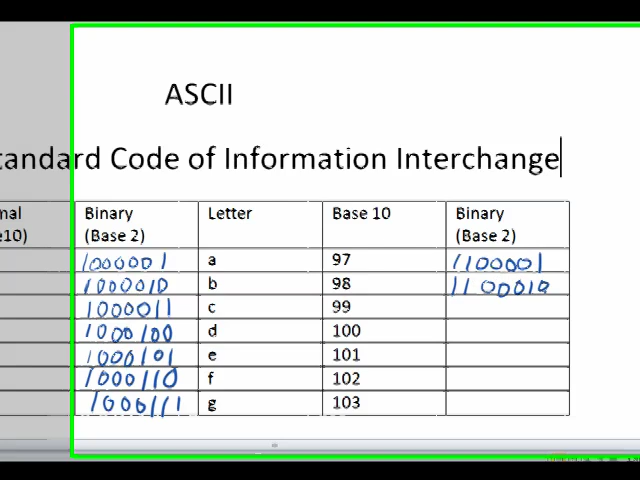 ASCII
tandard Code of Information Interchange
mal Binary Letter Base 10 Binary
e10) (Base 2) (Base 2)
1000001 a 97 1100001
1000010 b 98 1100010
1000011 c 99
1000100 d 100
1000101 e 101
1000110 f 102
1000111 g 103